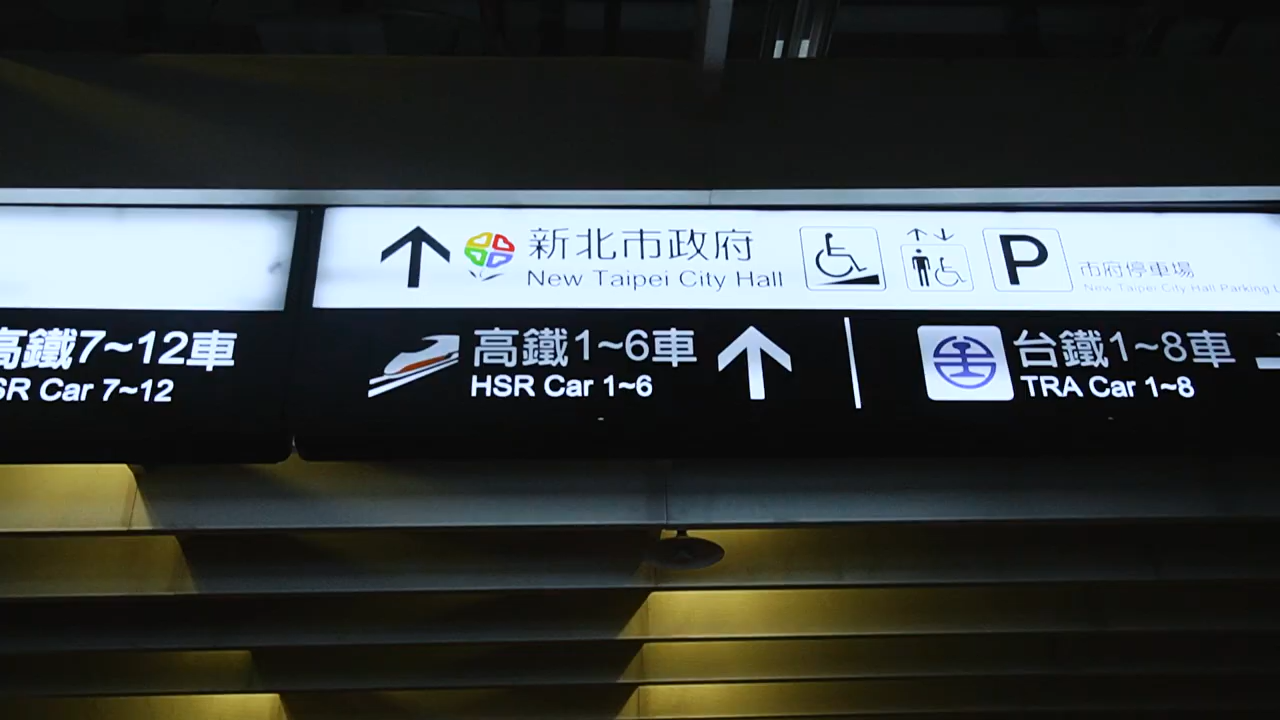 新北市政府
New Taipei City Hall
P
市府停車場
New Taipei City Hall Parking
高鐵7~12車
SR Car 7~12
高鐵1~6車
HSR Car 1~6
台鐵1~8車
TRA Car 1~8